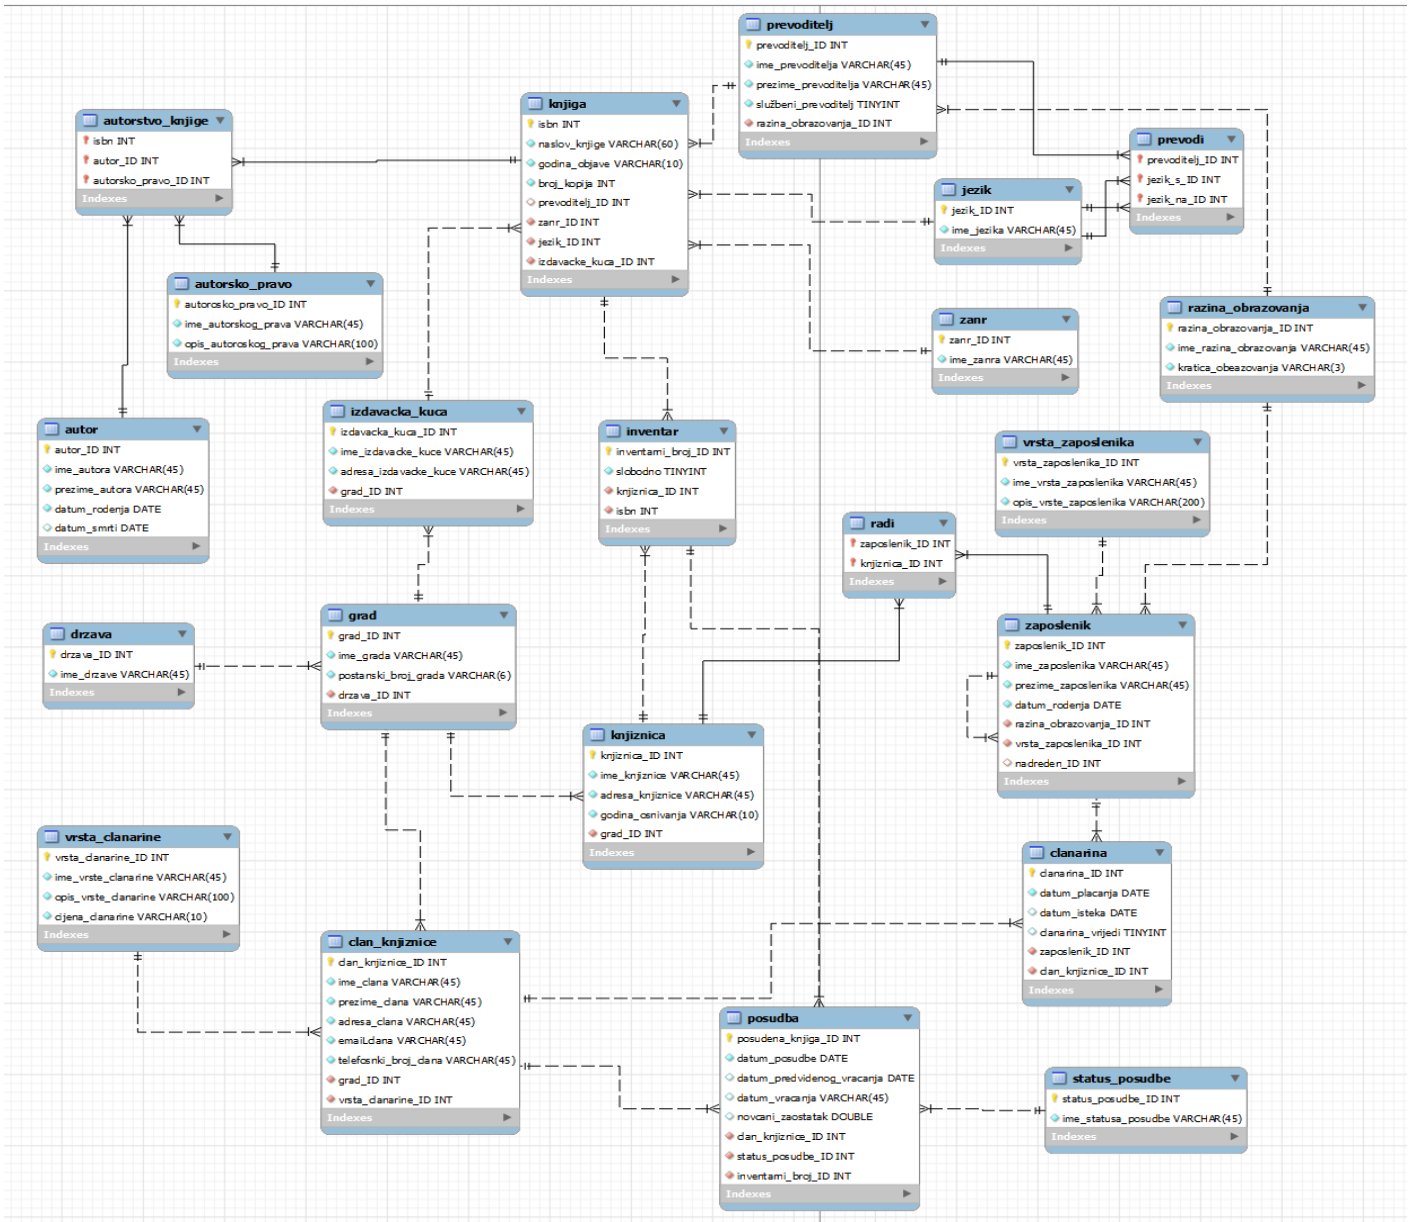 prevoditelj
prevoditelj_ID INT
ime_prevoditelja VARCHAR(45)
prezime_prevoditelja VARCHAR(45)
službeni_prevoditelj TINYINT
razina_obrazovanja_ID INT
Indexes
knjiga
isbn INT
naslov_knjige VARCHAR(60)
godina_objave VARCHAR(10)
broj_kopija INT
prevoditelj_ID INT
zanr_ID INT
jezik_ID INT
izdavacke_kuca_ID INT
Indexes
autorstvo_knjige
isbn INT
autor_ID INT
autorsko_pravo_ID INT
Indexes
prevodi
prevoditelj_ID INT
jezik_s_ID INT
jezik_na_ID INT
Indexes
jezik
jezik_ID INT
ime_jezika VARCHAR(45)
Indexes
autorsko_pravo
autorosko_pravo_ID INT
ime_autorskog_prava VARCHAR(45)
opis_autoroskog_prava VARCHAR(100)
Indexes
zanr
zanr_ID INT
ime_zanra VARCHAR(45)
Indexes
razina_obrazovanja
razina_obrazovanja_ID INT
ime_razina_obrazovanja VARCHAR(45)
kratica_obeazovanja VARCHAR(3)
Indexes
autor
autor_ID INT
ime_autora VARCHAR(45)
prezime_autora VARCHAR(45)
datum_rodenja DATE
datum_smrti DATE
Indexes
izdavacka_kuca
izdavacka_kuca_ID INT
ime_izdavacke_kuce VARCHAR(45)
adresa_izdavacke_kuce VARCHAR(45)
grad_ID INT
Indexes
inventar
inventarni_broj_ID INT
slobodno TINYINT
knjiznica_ID INT
isbn INT
Indexes
vrsta_zaposlenika
vrsta_zaposlenika_ID INT
ime_vrsta_zaposlenika VARCHAR(45)
opis_vrste_zaposlenika VARCHAR(200)
Indexes
radi
zaposlenik_ID INT
knjiznica_ID INT
Indexes
drzava
drzava_ID INT
ime_drzave VARCHAR(45)
Indexes
grad
grad_ID INT
ime_grada VARCHAR(45)
postanski_broj_grada VARCHAR(6)
drzava_ID INT
Indexes
zaposlenik
zaposlenik_ID INT
ime_zaposlenika VARCHAR(45)
prezime_zaposlenika VARCHAR(45)
datum_rodenja DATE
razina_obrazovanja_ID INT
vrsta_zaposlenika_ID INT
nadreden_ID INT
Indexes
knjiznica
knjiznica_ID INT
ime_knjiznice VARCHAR(45)
adresa_knjiznice VARCHAR(45)
godina_osnivanja VARCHAR(10)
grad_ID INT
Indexes
vrsta_clanarine
vrsta_clanarine_ID INT
ime_vrste_clanarine VARCHAR(45)
opis_vrste_clanarine VARCHAR(100)
cijena_clanarine VARCHAR(10)
Indexes
clanarina
clanarina_ID INT
datum_placanja DATE
datum_isteka DATE
clanarina_vrijedi TINYINT
zaposlenik_ID INT
clan_knjiznice_ID INT
Indexes
clan_knjiznice
clan_knjiznice_ID INT
ime_clana VARCHAR(45)
prezime_clana VARCHAR(45)
adresa_clana VARCHAR(45)
email_clana VARCHAR(45)
telefosnki_broj_clana VARCHAR(45)
grad_ID INT
vrsta_clanarine_ID INT
Indexes
posudba
posudena_knjiga_ID INT
datum_posudbe DATE
datum_predvidenog_vracanja DATE
datum_vracanja VARCHAR(45)
novcani_zaostatak DOUBLE
clan_knjiznice_ID INT
status_posudbe_ID INT
inventarni_broj_ID INT
Indexes
status_posudbe
status_posudbe_ID INT
ime_statusa_posudbe VARCHAR(45)
Indexes